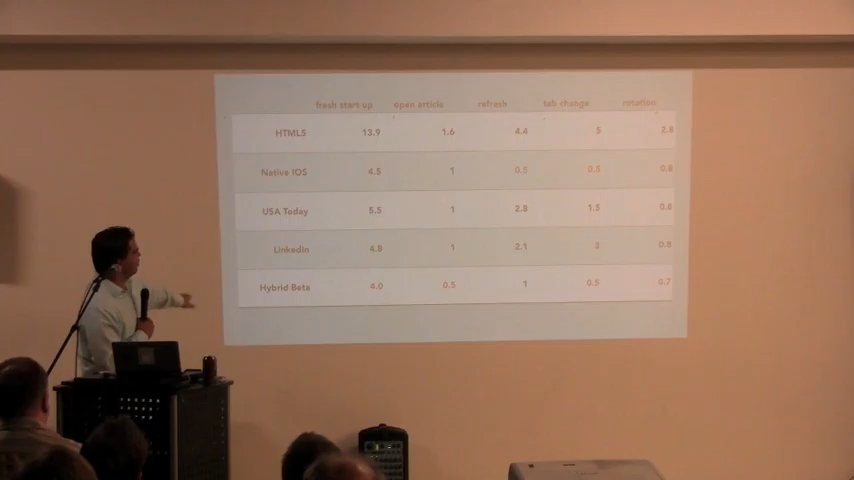 fresh start up open article refresh tab change rotation
HTML5 13.9 1.6 4.4 5 2.8
Native IOS 4.5 1 0.5 0.5 0.8
USA Today 5.5 1 2.8 1.5 0.8
LinkedIn 4.8 1 2.1 3 0.8
Hybrid Beta 4.0 0.5 1 0.5 0.7